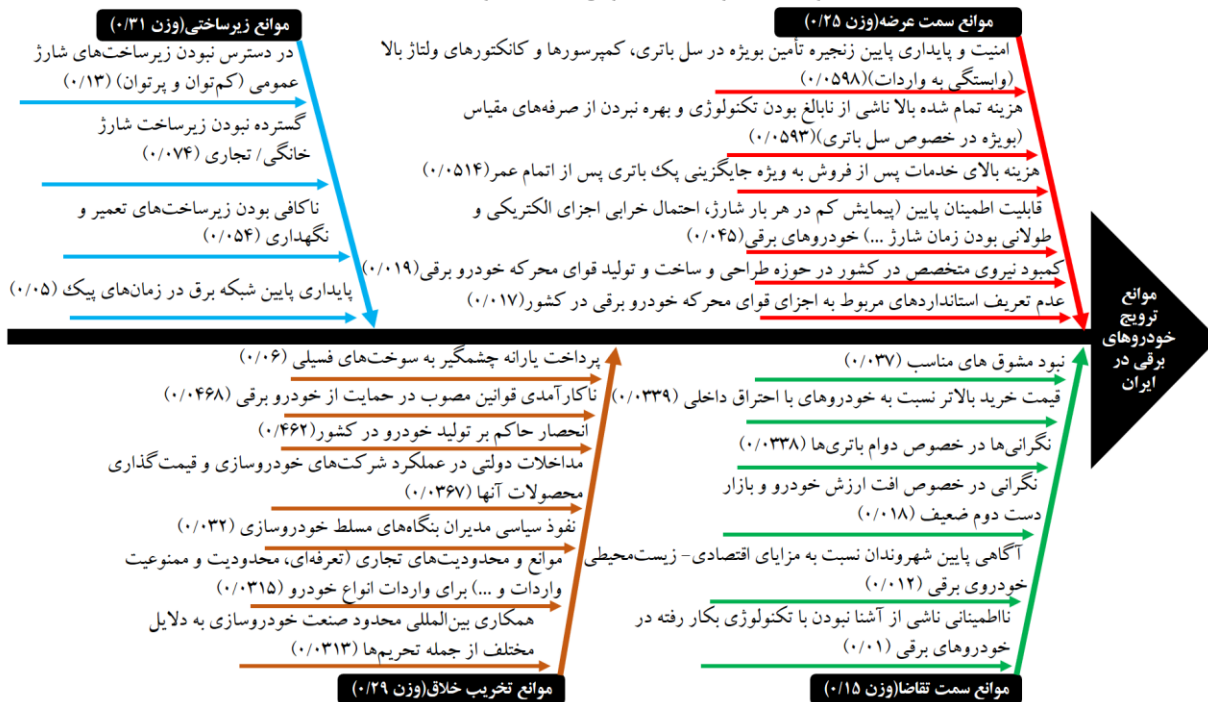 موانع زیرساختی(وزن ۰/۳۱)
در دسترس نبودن زیرساخت‌های شارژ
عمومی (کم‌توان و پرتوان) (۰/۱۳)
گسترده نبودن زیرساخت شارژ
خانگی/ تجاری (۰/۰۷۴)
ناکافی بودن زیرساخت‌های تعمیر و
نگهداری (۰/۰۵۴)
پایداری پایین شبکه برق در زمان‌های پیک (۰/۰۵)
موانع سمت عرضه(وزن ۰/۲۵)
امنیت و پایداری پایین زنجیره تأمین بویژه در سل باتری، کمپرسورها و کانکتورهای ولتاژ بالا
(وابستگی به واردات)(۰/۰۵۹۸)
هزینه تمام شده بالا ناشی از نابالغ بودن تکنولوژی و بهره نبردن از صرفه‌های مقیاس
(بویژه در خصوص سل باتری)(۰/۰۵۹۳)
هزینه بالای خدمات پس از فروش به ویژه جایگزینی پک باتری پس از اتمام عمر(۰/۰۵۱۴)
قابلیت اطمینان پایین (پیمایش کم در هر بار شارژ، احتمال خرابی اجزای الکتریکی و
طولانی بودن زمان شارژ ...) خودروهای برقی(۰/۰۴۵)
کمبود نیروی متخصص در کشور در حوزه طراحی و ساخت و تولید قوای محرکه خودرو برقی(۰/۰۱۹)
عدم تعریف استانداردهای مربوط به اجزای قوای محرکه خودرو برقی در کشور(۰/۰۱۷)
موانع
ترویج
خودروهای
برقی در
ایران
پرداخت یارانه چشمگیر به سوخت‌های فسیلی (۰/۰۶)
ناکارآمدی قوانین مصوب در حمایت از خودرو برقی (۰/۰۴۶۸)
انحصار حاکم بر تولید خودرو در کشور(۰/۴۶۲)
مداخلات دولتی در عملکرد شرکت‌های خودروسازی و قیمت‌گذاری
محصولات آنها (۰/۰۳۶۷)
نفوذ سیاسی مدیران بنگاه‌های مسلط خودروسازی (۰/۰۳۲)
موانع و محدودیت‌های تجاری (تعرفه‌ای، محدودیت و ممنوعیت
واردات و ...) برای واردات انواع خودرو (۰/۰۳۱۵)
همکاری بین‌المللی محدود صنعت خودروسازی به دلایل
مختلف از جمله تحریم‌ها (۰/۰۳۱۳)
موانع تخریب خلاق(وزن ۰/۲۹)
نبود مشوق های مناسب (۰/۰۳۷)
قیمت خرید بالاتر نسبت به خودروهای با احتراق داخلی (۰/۰۳۳۹)
نگرانی‌ها در خصوص دوام باتری‌ها (۰/۰۳۳۸)
نگرانی در خصوص افت ارزش خودرو و بازار
دست دوم ضعیف (۰/۰۱۸)
آگاهی پایین شهروندان نسبت به مزایای اقتصادی- زیست‌محیطی
خودروی برقی (۰/۰۱۲)
نااطمینانی ناشی از آشنا نبودن با تکنولوژی بکار رفته در
خودروهای برقی (۰/۰۱)
موانع سمت تقاضا(وزن ۰/۱۵)